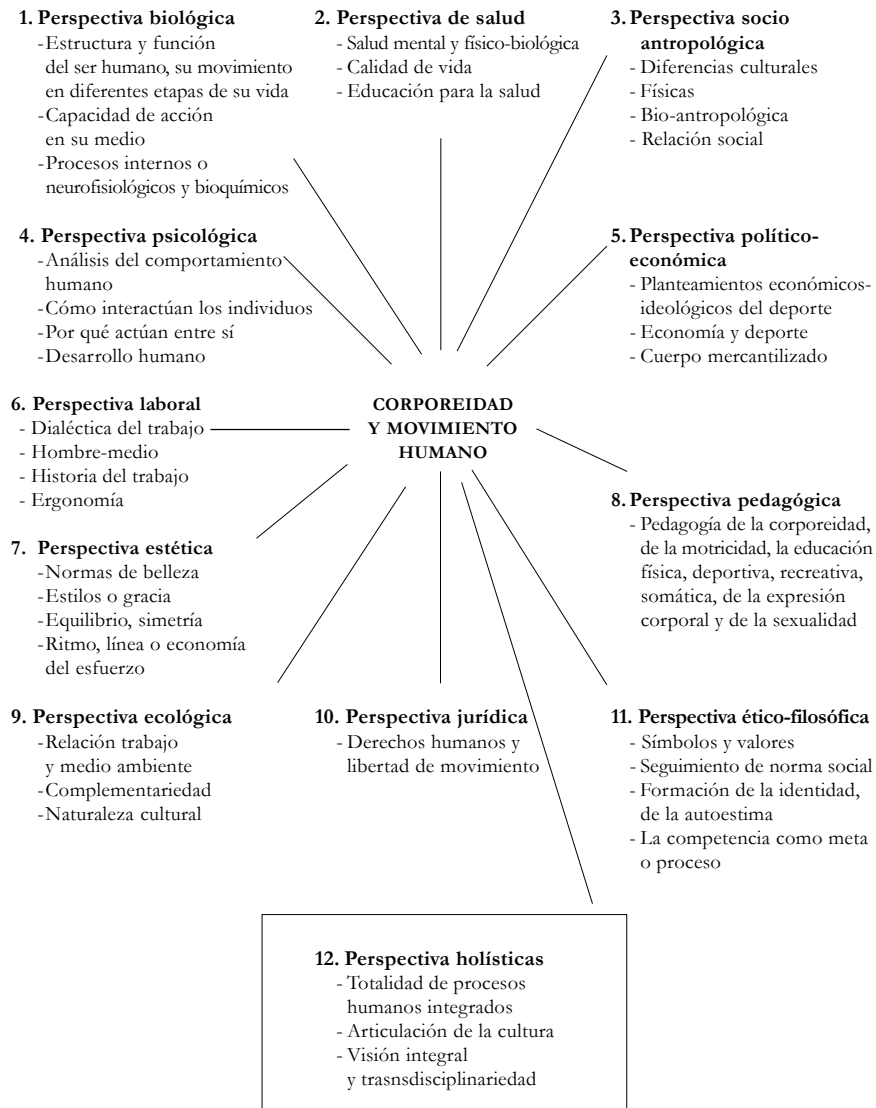 1. Perspectiva biológica
-Estructura y función
del ser humano, su movimiento
en diferentes etapas de su vida
-Capacidad de acción
en su medio
-Procesos internos o
neurofisiológicos y bioquímicos
2. Perspectiva de salud
- Salud mental y físico-biológica
- Calidad de vida
- Educación para la salud
3. Perspectiva socio
antropológica
- Diferencias culturales
- Físicas
- Bio-antropológica
- Relación social
4. Perspectiva psicológica
-Análisis del comportamiento
humano
-Cómo interactúan los individuos
-Por qué actúan entre sí
-Desarrollo humano
5. Perspectiva político-
económica
- Planteamientos económicos-
ideológicos del deporte
- Economía y deporte
- Cuerpo mercantilizado
6. Perspectiva laboral
- Dialéctica del trabajo
- Hombre-medio
- Historia del trabajo
- Ergonomía
CORPOREIDAD
Y MOVIMIENTO
HUMANO
7. Perspectiva estética
-Normas de belleza
-Estilos o gracia
-Equilibrio, simetría
-Ritmo, línea o economía
del esfuerzo
8. Perspectiva pedagógica
- Pedagogía de la corporeidad,
de la motricidad, la educación
física, deportiva, recreativa,
somática, de la expresión
corporal y de la sexualidad
9. Perspectiva ecológica
-Relación trabajo
y medio ambiente
-Complementariedad
-Naturaleza cultural
10. Perspectiva jurídica
- Derechos humanos y
libertad de movimiento
11. Perspectiva ético-filosófica
- Símbolos y valores
- Seguimiento de norma social
- Formación de la identidad,
de la autoestima
- La competencia como meta
o proceso
12. Perspectiva holísticas
- Totalidad de procesos
humanos integrados
- Articulación de la cultura
- Visión integral
y trasnsdisciplinariedad